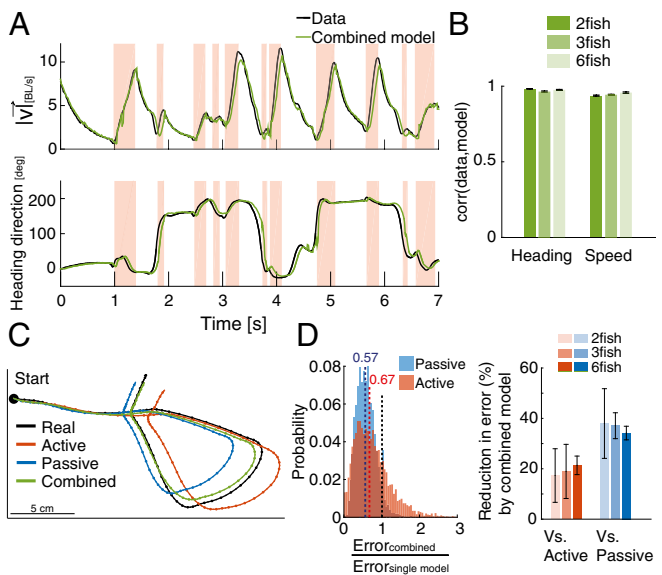 A
Data
Combined model
|v⃗| [BL/s]
10
5
0
Heading direction [deg]
200
100
0
0 1 2 3 4 5 6 7
Time [s]
B
2fish
3fish
6fish
corr(data,model)
1
0.5
0
Heading Speed
C
Start
Real
Active
Passive
Combined
5 cm
D
0.57
0.67
Passive
Active
Probability
0.08
0.06
0.04
0.02
0
0 1 2 3
Errorcombined
Errorsingle model
2fish
3fish
6fish
Reduciton in error (%)
by combined model
60
40
20
0
Vs. Vs.
Active Passive